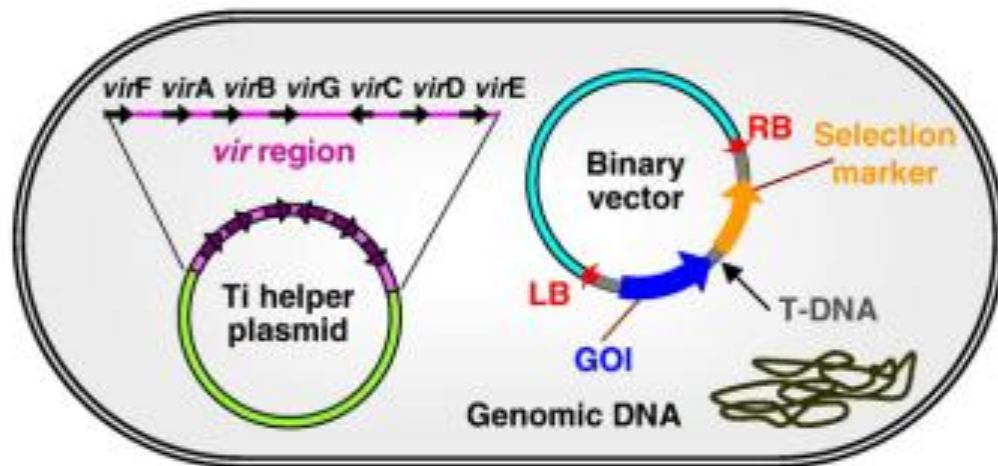 virF virA virB virG virC virD virE
vir region
Ti helper
plasmid
Binary
vector
RB
Selection
marker
LB
T-DNA
GOI
Genomic DNA